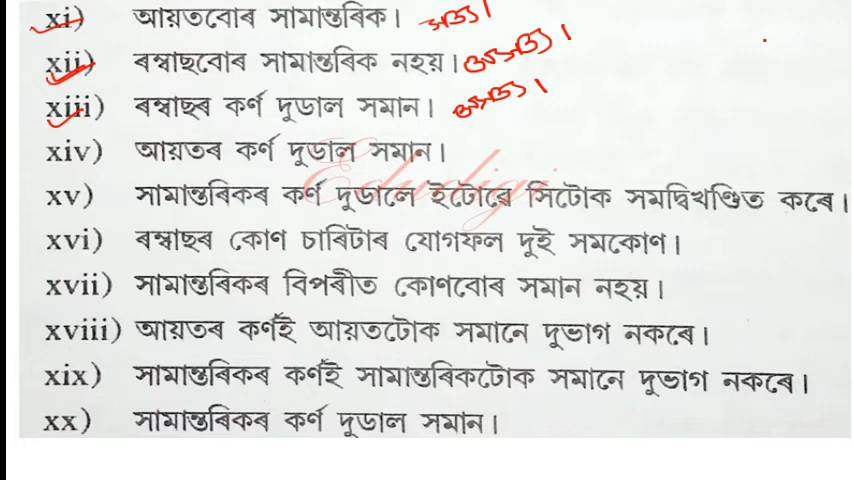 xi) আয়তবোৰ সামান্তৰিক। সত্য।
xii) ৰম্বাছবোৰ সামান্তৰিক নহয়। অসত্য।
xiii) ৰম্বাছৰ কৰ্ণ দুডাল সমান। অসত্য।
xiv) আয়তৰ কৰ্ণ দুডাল সমান।
xv) সামান্তৰিকৰ কৰ্ণ দুডালে ইটোৱে সিটোক সমদ্বিখণ্ডিত কৰে।
Edudigi
xvi) ৰম্বাছৰ কোণ চাৰিটাৰ যোগফল দুই সমকোণ।
xvii) সামান্তৰিকৰ বিপৰীত কোণবোৰ সমান নহয়।
xviii) আয়তৰ কৰ্ণই আয়তটোক সমানে দুভাগ নকৰে।
xix) সামান্তৰিকৰ কৰ্ণই সামান্তৰিকটোক সমানে দুভাগ নকৰে।
xx) সামান্তৰিকৰ কৰ্ণ দুডাল সমান।